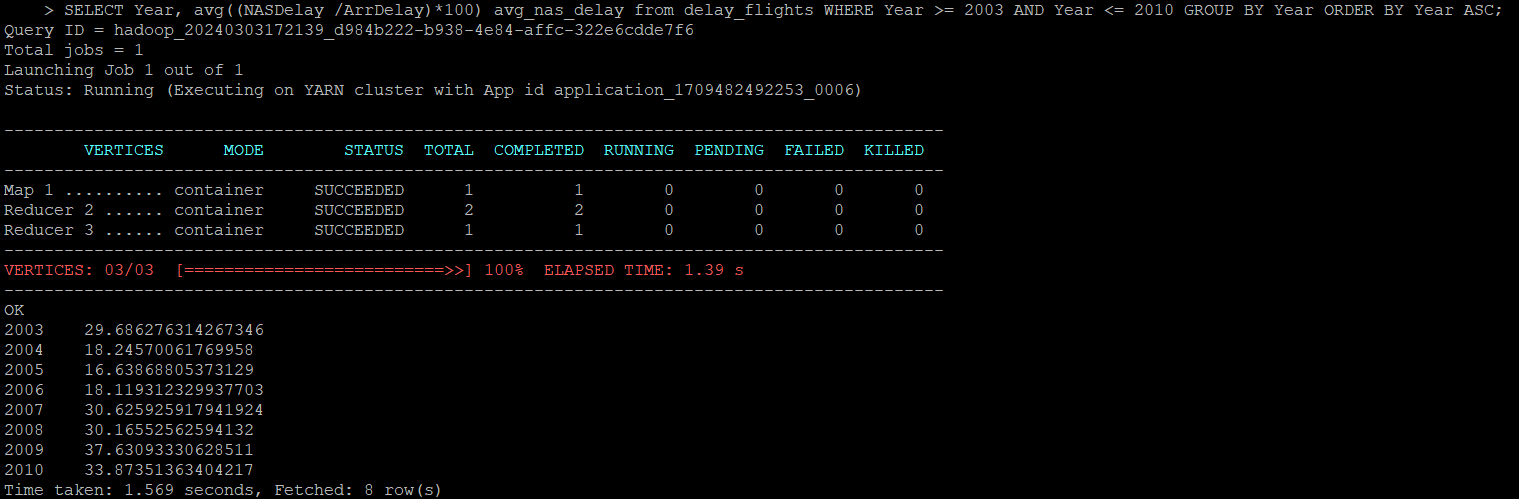 > SELECT Year, avg((NASDelay /ArrDelay)*100) avg_nas_delay from delay_flights WHERE Year >= 2003 AND Year <= 2010 GROUP BY Year ORDER BY Year ASC;
Query ID = hadoop_20240303172139_d984b222-b938-4e84-affc-322e6cdde7f6
Total jobs = 1
Launching Job 1 out of 1
Status: Running (Executing on YARN cluster with App id application_1709482492253_0006)

----------------------------------------------------------------------------------------------
        VERTICES      MODE        STATUS  TOTAL  COMPLETED  RUNNING  PENDING  FAILED  KILLED
----------------------------------------------------------------------------------------------
Map 1 .......... container     SUCCEEDED      1          1        0        0       0       0
Reducer 2 ...... container     SUCCEEDED      2          2        0        0       0       0
Reducer 3 ...... container     SUCCEEDED      1          1        0        0       0       0
----------------------------------------------------------------------------------------------
VERTICES: 03/03  [==========================>>] 100%  ELAPSED TIME: 1.39 s
----------------------------------------------------------------------------------------------
OK
2003    29.686276314267346
2004    18.24570061769958
2005    16.63868805373129
2006    18.119312329937703
2007    30.625925917941924
2008    30.16552562594132
2009    37.63093330628511
2010    33.87351363404217
Time taken: 1.569 seconds, Fetched: 8 row(s)